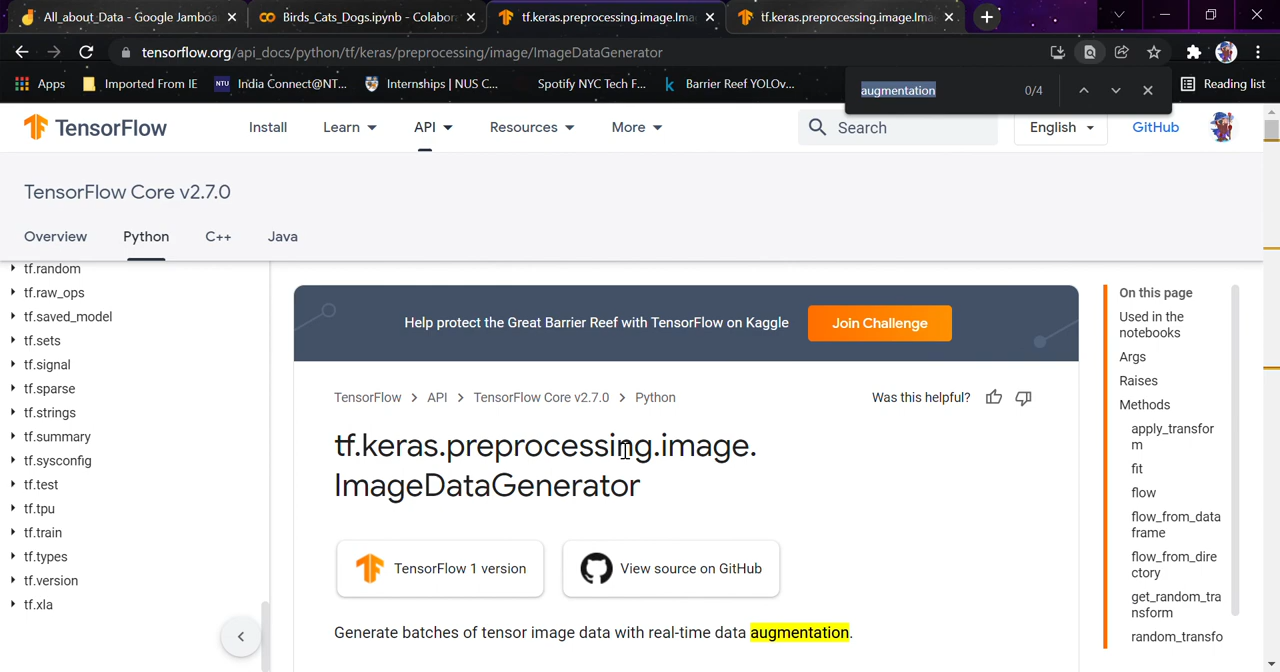 All_about_Data - Google Jamboa
Birds_Cats_Dogs.ipynb - Colabor
tf.keras.preprocessing.image.Ima
tf.keras.preprocessing.image.Ima
tensorflow.org/api_docs/python/tf/keras/preprocessing/image/ImageDataGenerator
Apps
Imported From IE
NTU
India Connect@NT...
Internships | NUS C...
Spotify NYC Tech F...
k
Barrier Reef YOLOv...
Reading list
augmentation
0/4
TensorFlow
Install
Learn
API
Resources
More
Search
English
GitHub
TensorFlow Core v2.7.0
Overview
Python
C++
Java
tf.random
tf.raw_ops
tf.saved_model
tf.sets
tf.signal
tf.sparse
tf.strings
tf.summary
tf.sysconfig
tf.test
tf.tpu
tf.train
tf.types
tf.version
tf.xla
Help protect the Great Barrier Reef with TensorFlow on Kaggle
Join Challenge
TensorFlow > API > TensorFlow Core v2.7.0 > Python
Was this helpful?
tf.keras.preprocessing.image.
ImageDataGenerator
TensorFlow 1 version
View source on GitHub
Generate batches of tensor image data with real-time data augmentation.
On this page
Used in the
notebooks
Args
Raises
Methods
apply_transfor
m
fit
flow
flow_from_data
frame
flow_from_dire
ctory
get_random_tra
nsform
random_transfo